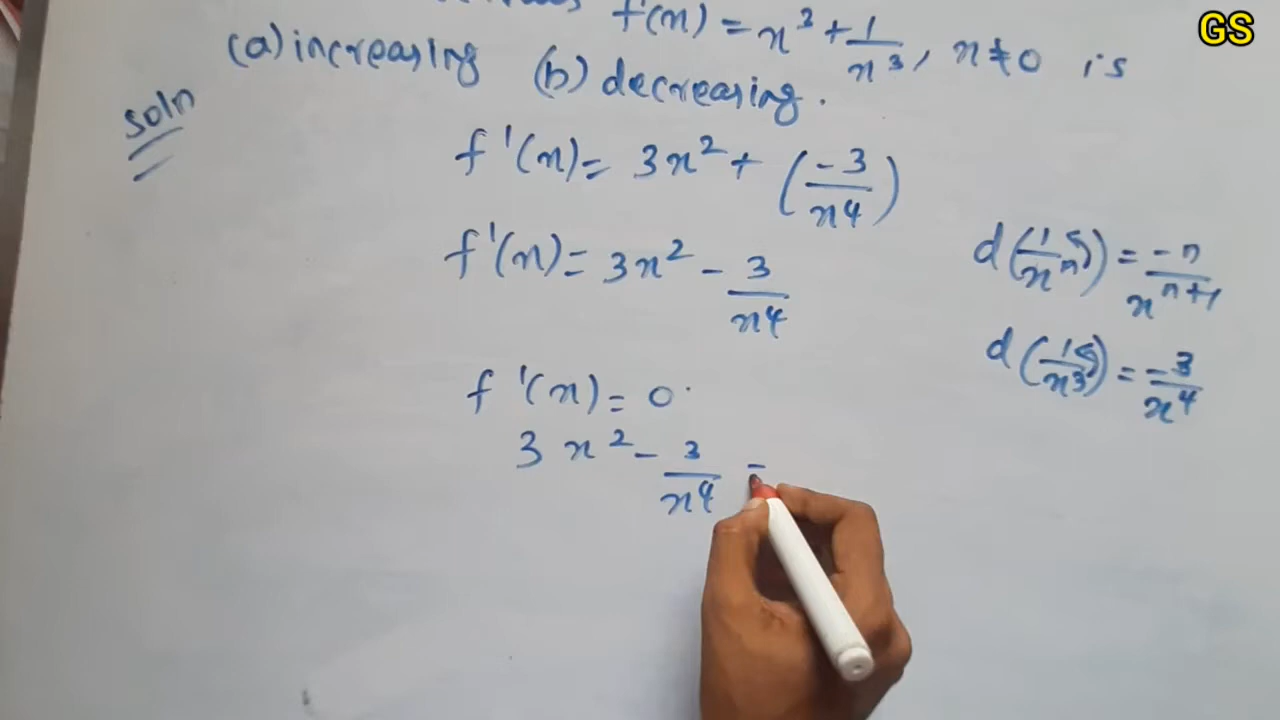 GS
f(x) = x³ + 1/x³, x ≠ 0 is
(a) increasing (b) decreasing.
Soln
f'(x) = 3x² + (-3/x⁴)
f'(x) = 3x² - 3/x⁴
d(1/xⁿ) = -n/xⁿ⁺¹
d(1/x³) = -3/x⁴
f'(x) = 0
3x² - 3/x⁴ =